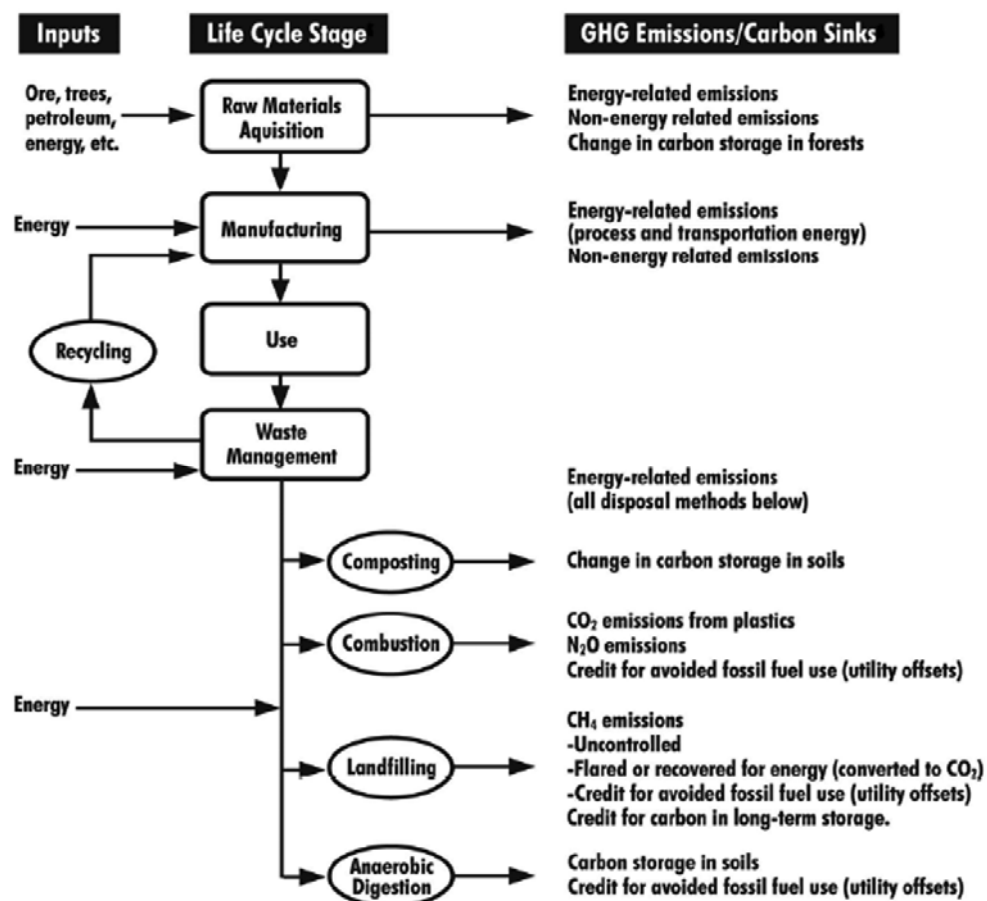 Inputs
Life Cycle Stage
GHG Emissions/Carbon Sinks
Ore, trees,
petroleum,
energy, etc.
Raw Materials
Aquisition
Energy-related emissions
Non-energy related emissions
Change in carbon storage in forests
Energy
Manufacturing
Energy-related emissions
(process and transportation energy)
Non-energy related emissions
Recycling
Use
Waste
Management
Energy
Energy-related emissions
(all disposal methods below)
Composting
Change in carbon storage in soils
Combustion
CO₂ emissions from plastics
N₂O emissions
Credit for avoided fossil fuel use (utility offsets)
Energy
Landfilling
CH₄ emissions
-Uncontrolled
-Flared or recovered for energy (converted to CO₂)
-Credit for avoided fossil fuel use (utility offsets)
Credit for carbon in long-term storage.
Anaerobic
Digestion
Carbon storage in soils
Credit for avoided fossil fuel use (utility offsets)